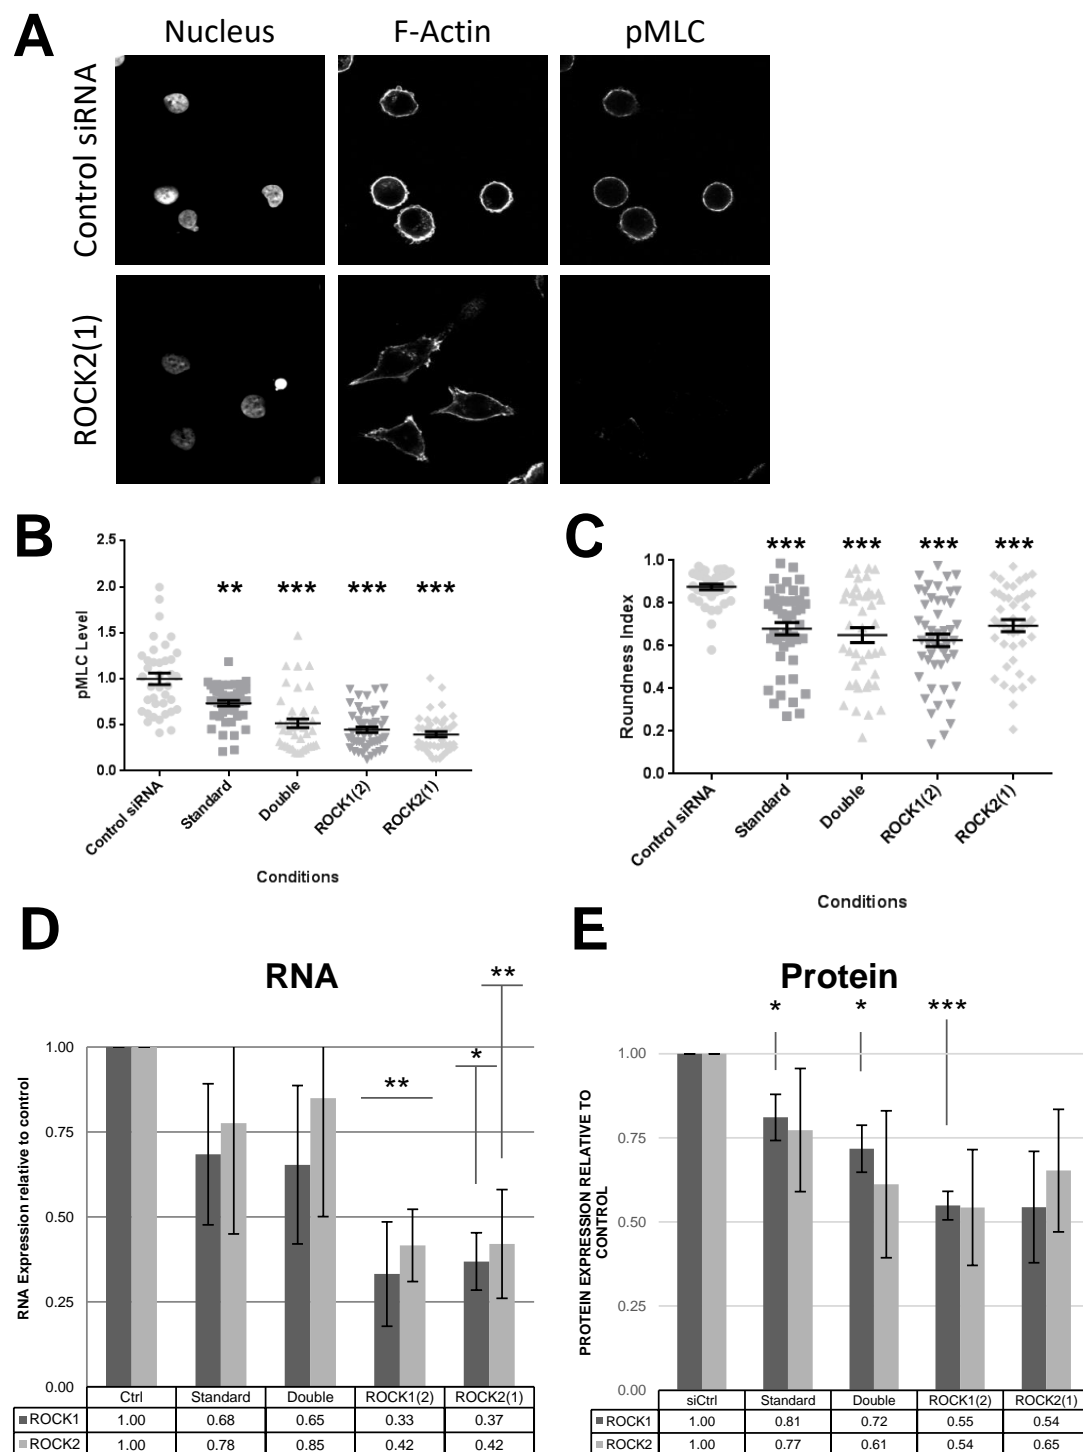 A
Nucleus F-Actin pMLC
Control siRNA
ROCK2(1)
B
pMLC Level
2.5
2.0
1.5
1.0
0.5
0.0
** *** *** ***
Control siRNA Standard Double ROCK1(2) ROCK2(1)
Conditions
C
Roundness Index
1.0
0.8
0.6
0.4
0.2
0.0
*** *** *** ***
Control siRNA Standard Double ROCK1(2) ROCK2(1)
Conditions
D
RNA
RNA Expression relative to control
1.00
0.75
0.50
0.25
0.00
**
*
**
Ctrl Standard Double ROCK1(2) ROCK2(1)
ROCK1 1.00 0.68 0.65 0.33 0.37
ROCK2 1.00 0.78 0.85 0.42 0.42
E
Protein
PROTEIN EXPRESSION RELATIVE TO
CONTROL
1.00
0.75
0.50
0.25
0.00
* * ***
siCtrl Standard Double ROCK1(2) ROCK2(1)
ROCK1 1.00 0.81 0.72 0.55 0.54
ROCK2 1.00 0.77 0.61 0.54 0.65